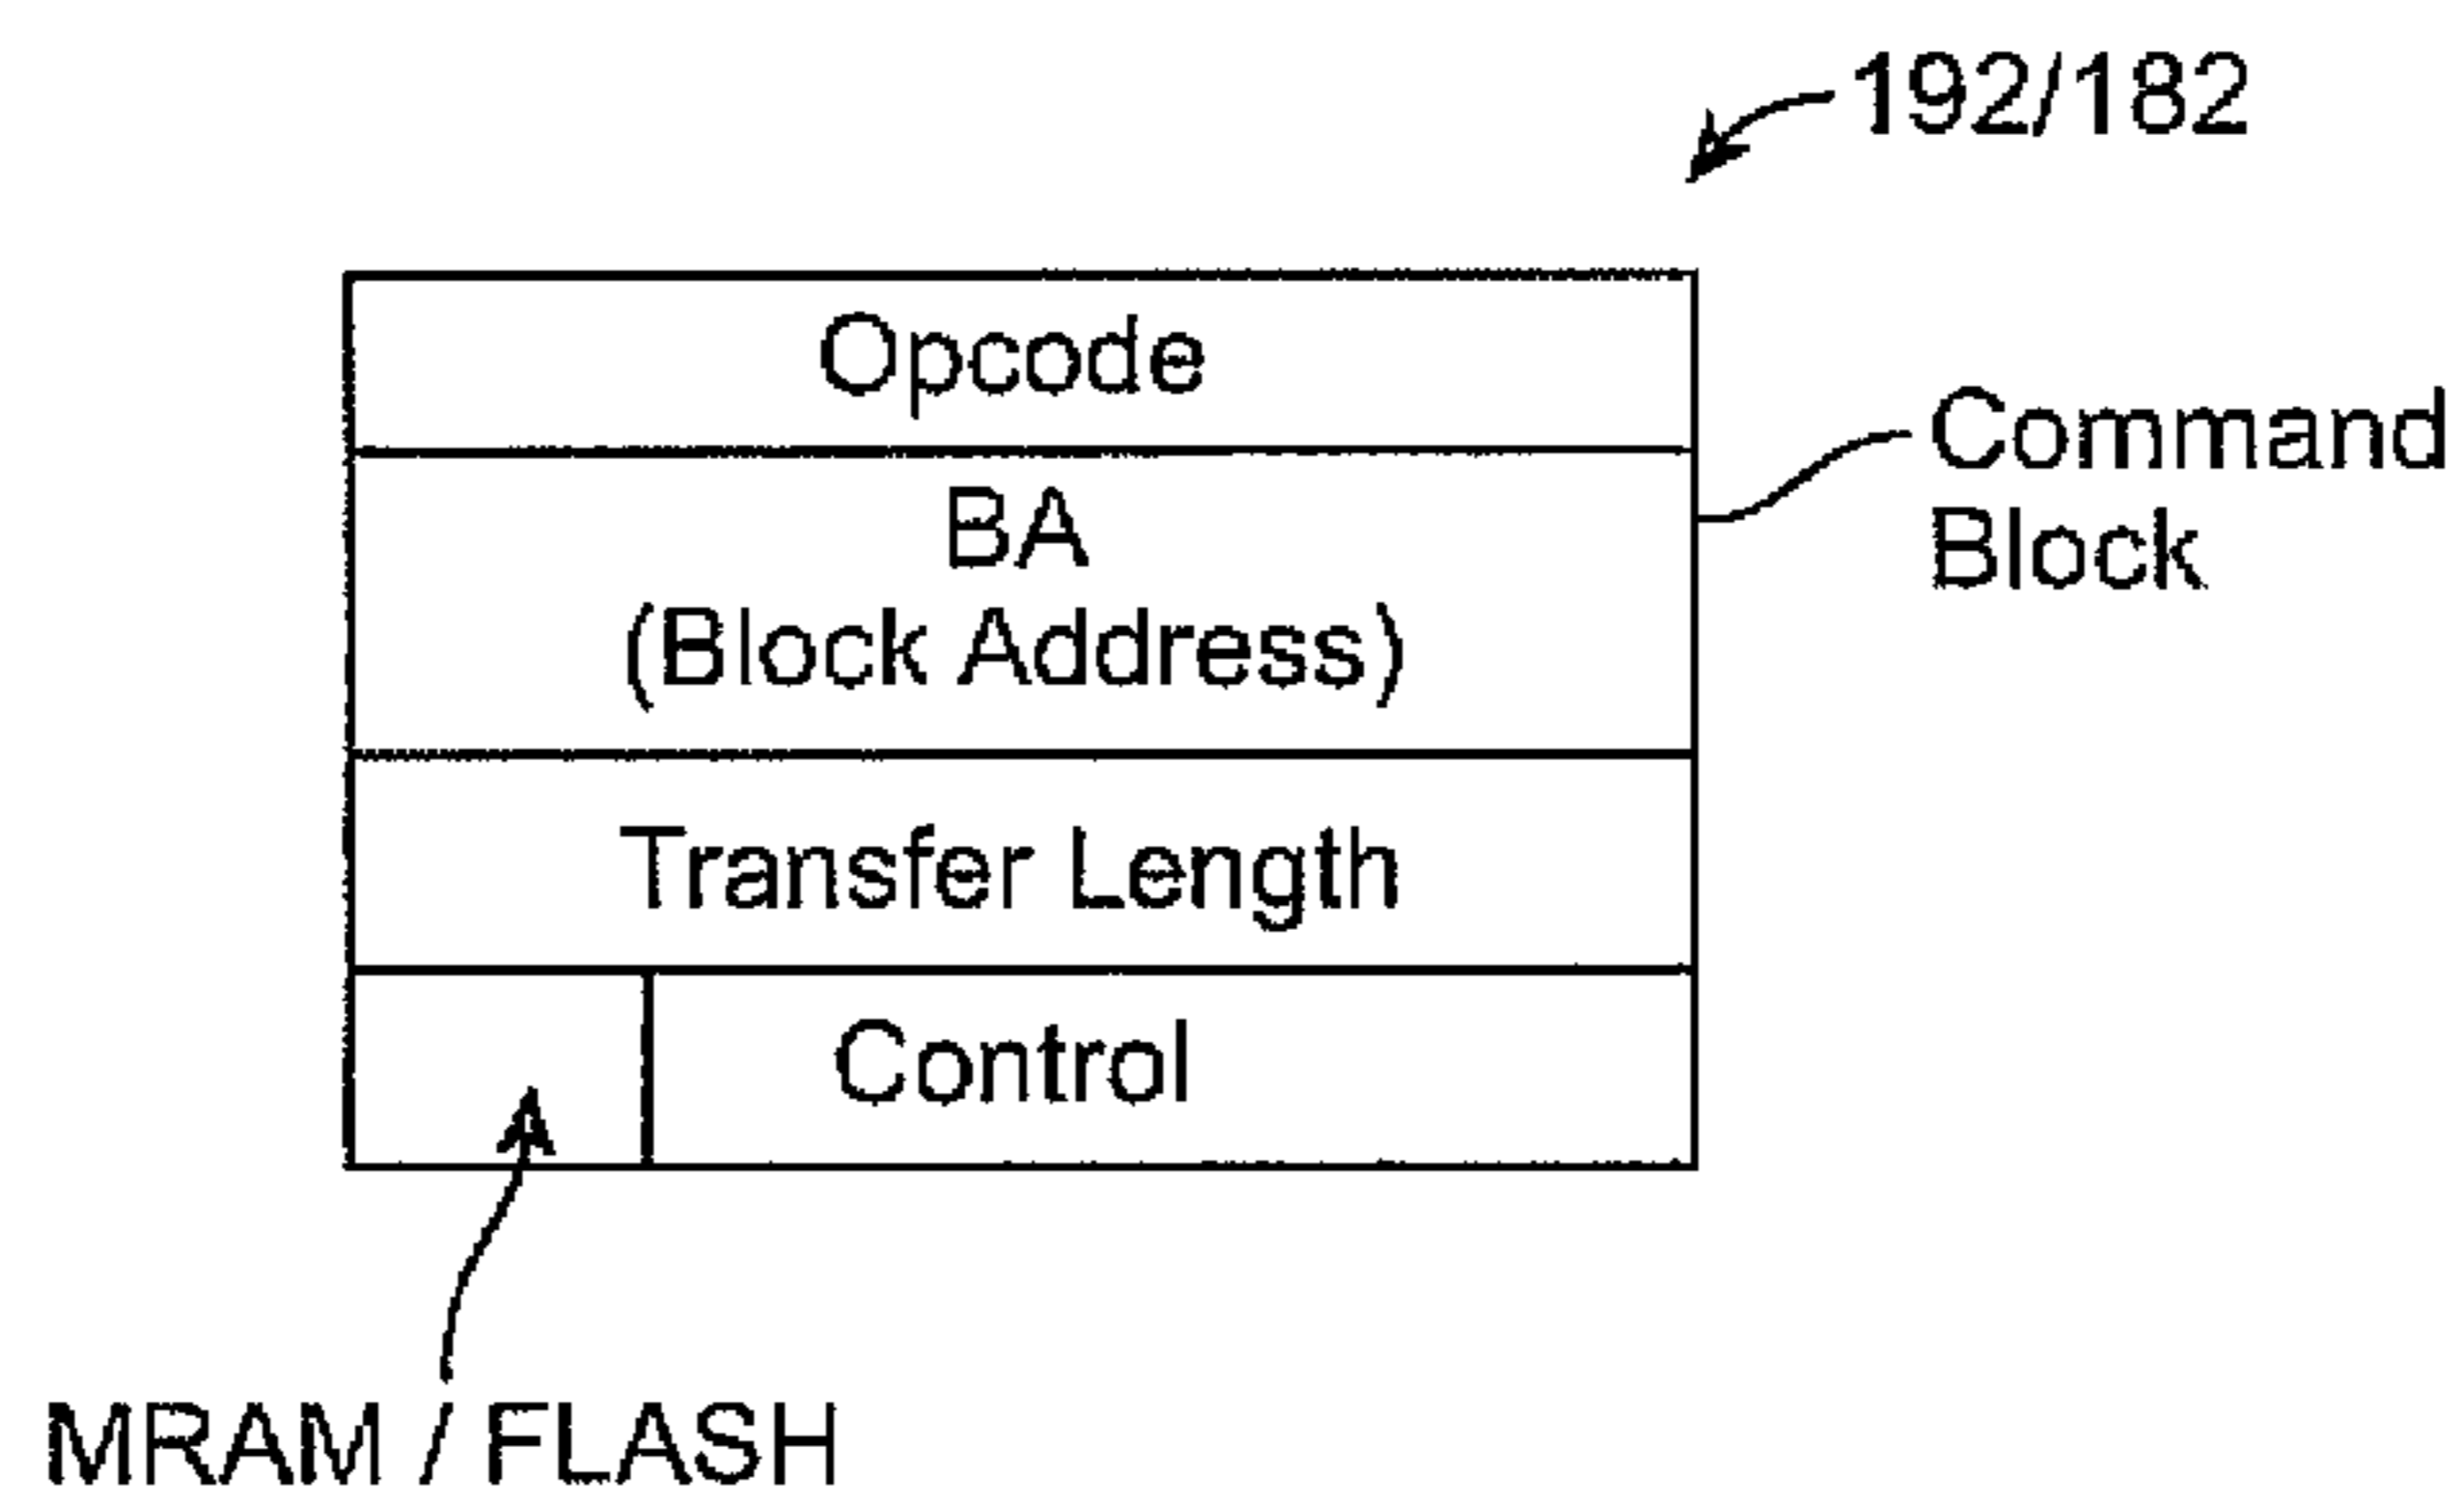 192/182
Opcode
BA
(Block Address)
Command
Block
Transfer Length
Control
MRAM / FLASH